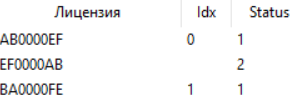 Лицензия Idx Status
AB0000EF 0 1
EF0000AB 2
BA0000FE 1 1